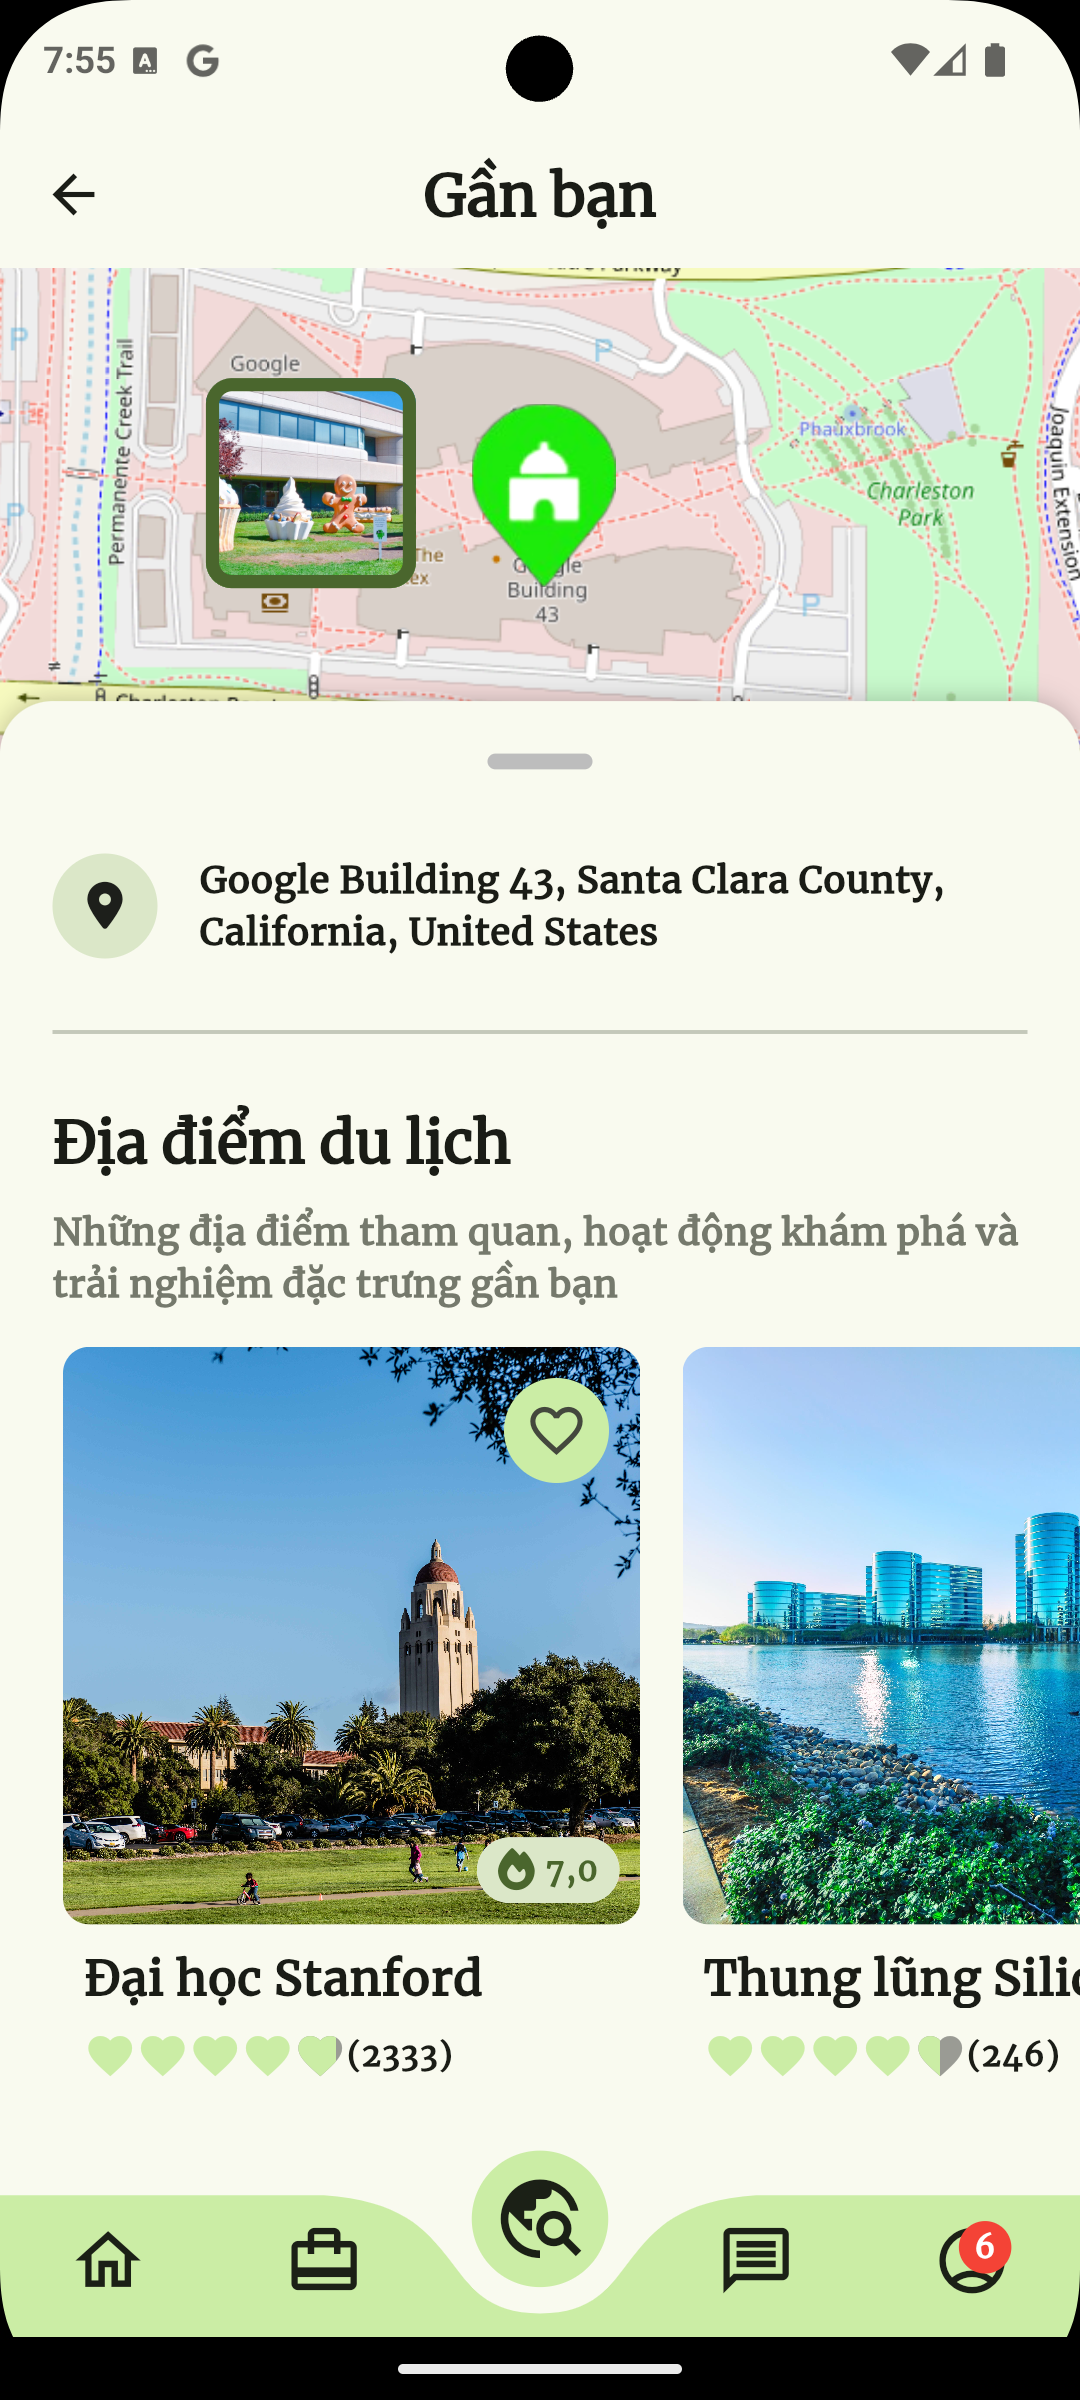 7:55
Gần bạn
Google
Permanente Creek Trail
Phauxbrook
Charleston
Park
Joaquin Extension
The
Building
43
P
P
P
P
P
Google Building 43, Santa Clara County,
California, United States
Địa điểm du lịch
Những địa điểm tham quan, hoạt động khám phá và
trải nghiệm đặc trưng gần bạn
7,0
Đại học Stanford
Thung lũng Silic
(2333)
(246)
6